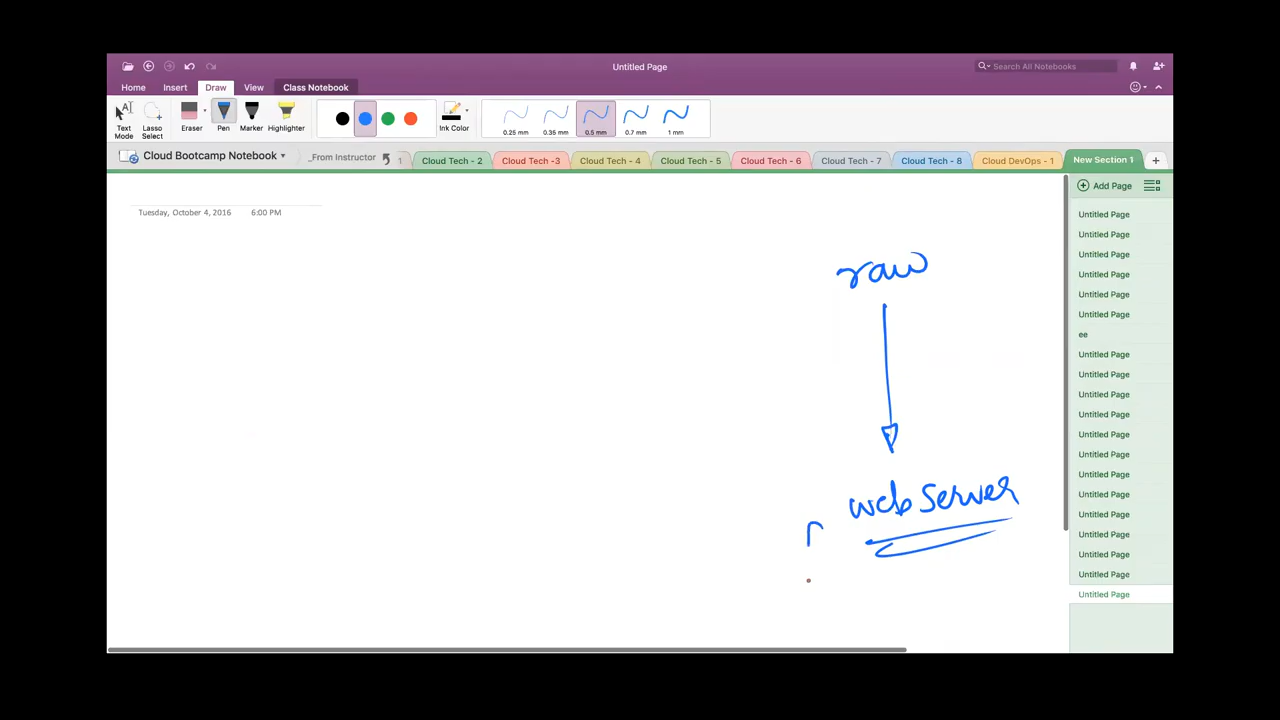 Untitled Page
Search All Notebooks
Home Insert Draw View Class Notebook
Text Mode
Lasso Select
Eraser
Pen
Marker
Highlighter
Ink Color
0.25 mm
0.35 mm
0.5 mm
0.7 mm
1 mm
Cloud Bootcamp Notebook
_From Instructor
1
Cloud Tech - 2
Cloud Tech -3
Cloud Tech - 4
Cloud Tech - 5
Cloud Tech - 6
Cloud Tech - 7
Cloud Tech - 8
Cloud DevOps - 1
New Section 1
Add Page
Tuesday, October 4, 2016 6:00 PM
raw
web Server
Untitled Page
Untitled Page
Untitled Page
Untitled Page
Untitled Page
Untitled Page
ee
Untitled Page
Untitled Page
Untitled Page
Untitled Page
Untitled Page
Untitled Page
Untitled Page
Untitled Page
Untitled Page
Untitled Page
Untitled Page
Untitled Page
Untitled Page